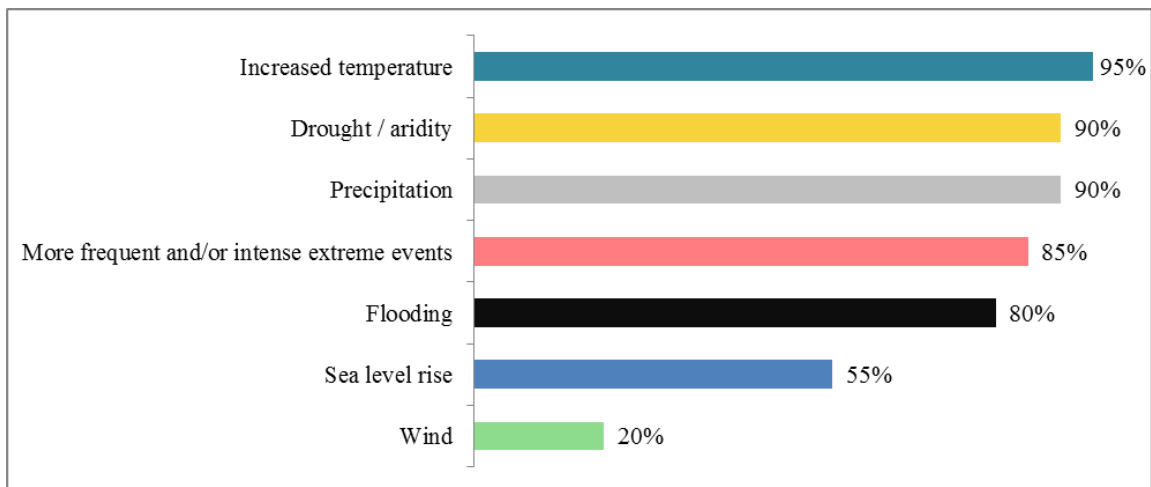 Increased temperature 95%
Drought / aridity 90%
Precipitation 90%
More frequent and/or intense extreme events 85%
Flooding 80%
Sea level rise 55%
Wind 20%